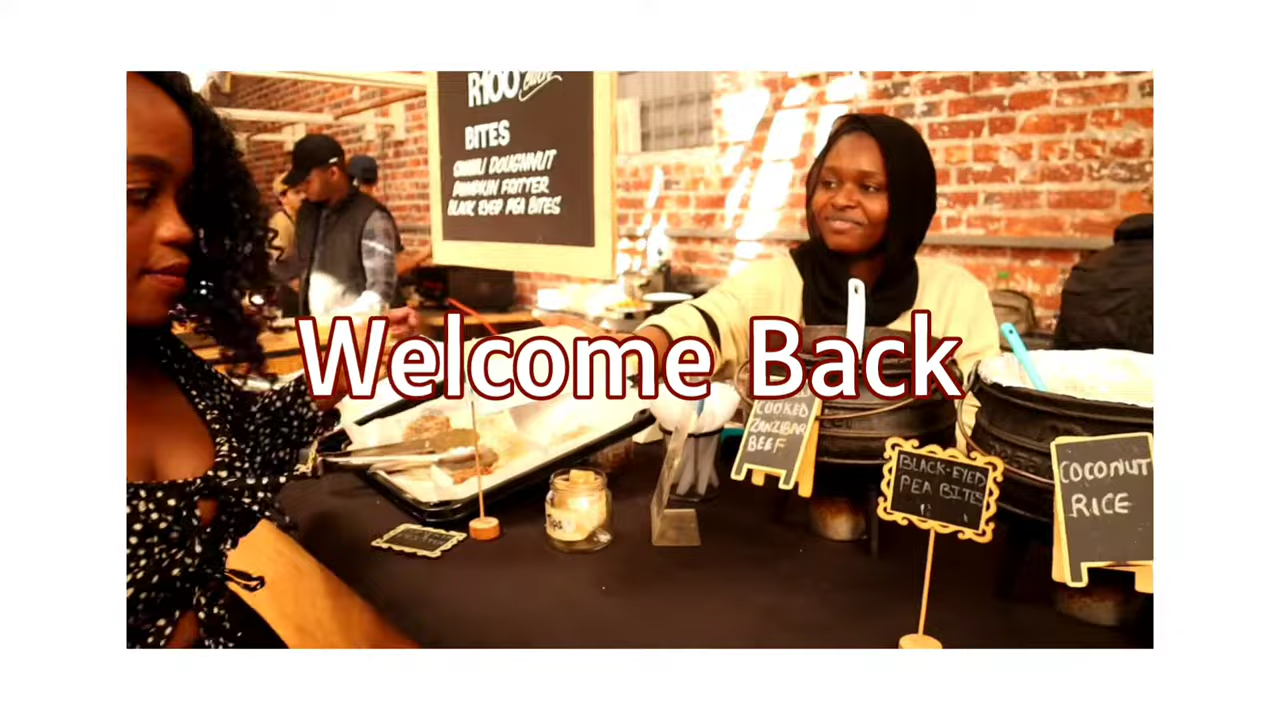 R100
BITES
CHILLI DOUGHNUT
PUMPKIN FRITTER
BLACK EYED PEA BITES
Welcome Back
COOKED
ZANZIBAR
BEEF
BLACK-EYED
PEA BITES
COCONUT
RICE
Tips